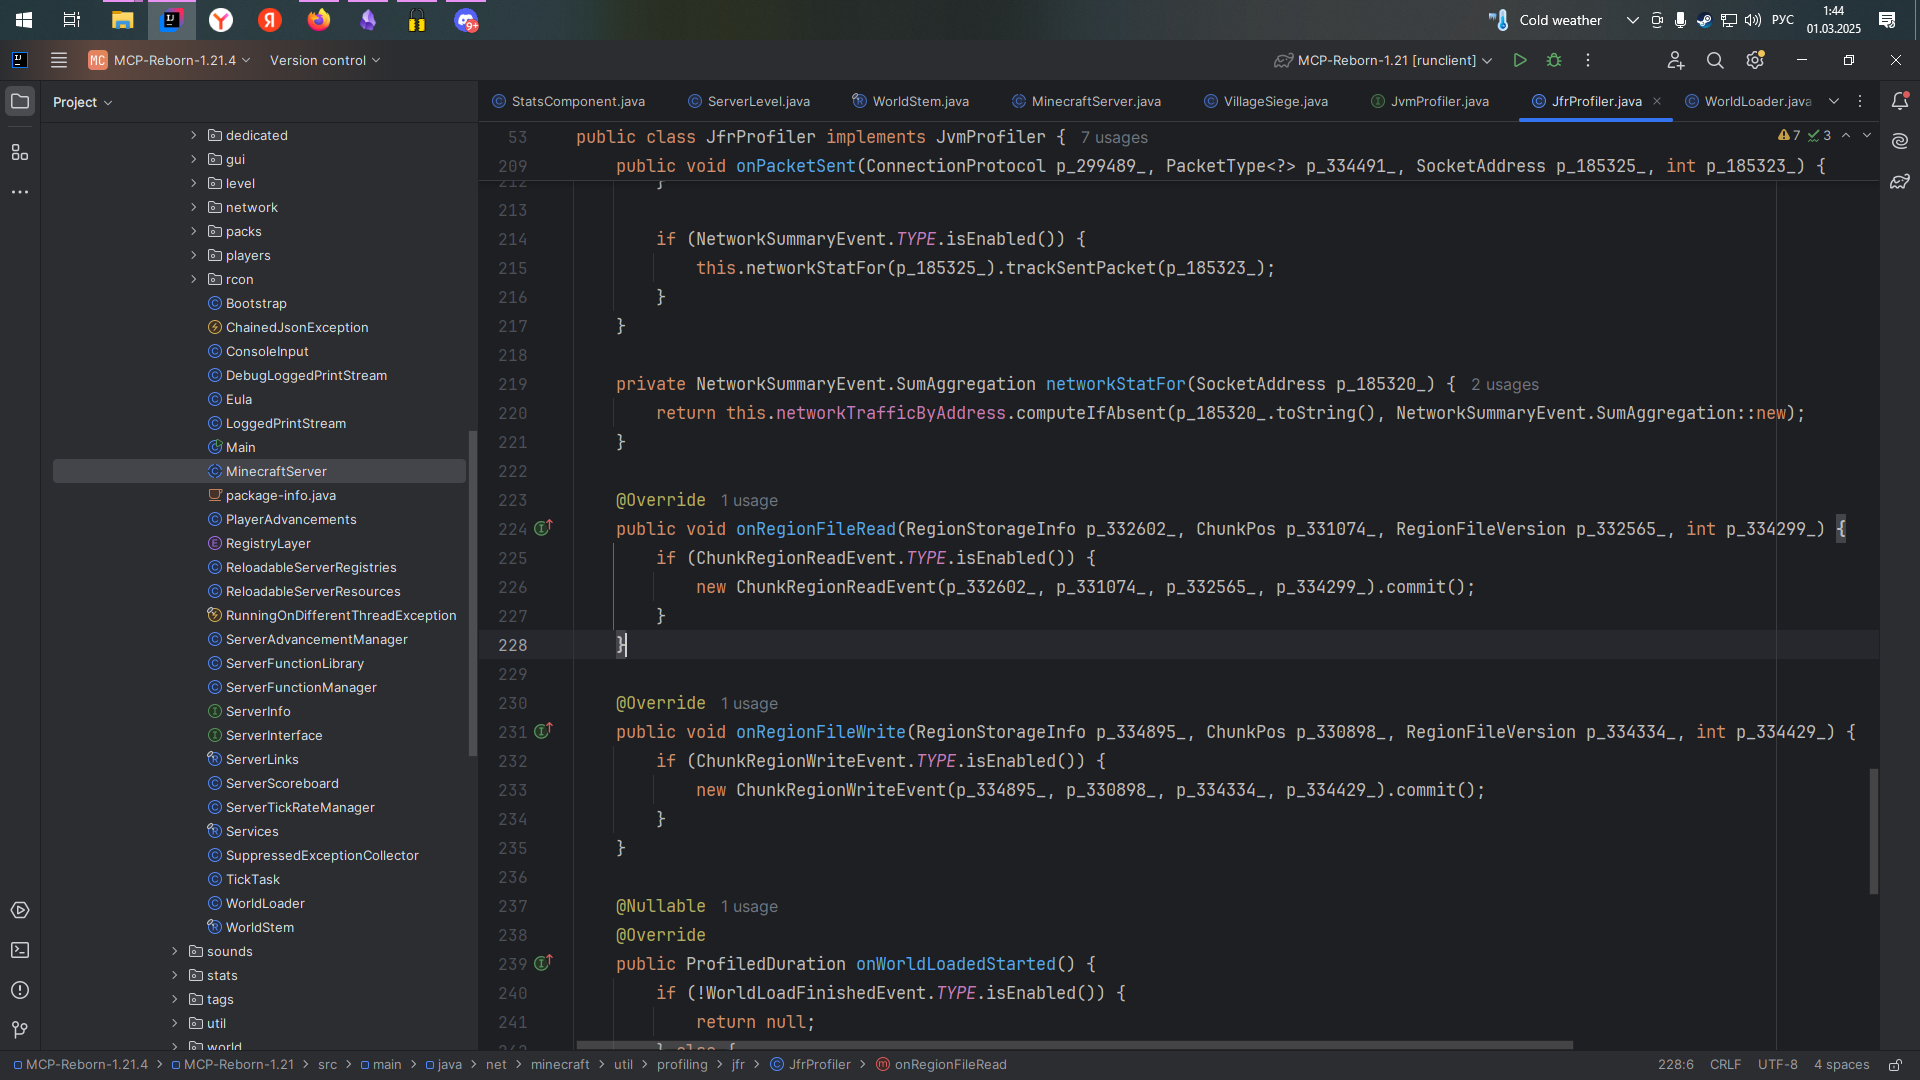 Cold weather
РУС
1:44
01.03.2025
9+
MC
MCP-Reborn-1.21.4
Version control
MCP-Reborn-1.21 [runclient]
Project
StatsComponent.java
ServerLevel.java
WorldStem.java
MinecraftServer.java
VillageSiege.java
JvmProfiler.java
JfrProfiler.java
WorldLoader.java
dedicated
gui
level
network
packs
players
rcon
Bootstrap
ChainedJsonException
ConsoleInput
DebugLoggedPrintStream
Eula
LoggedPrintStream
Main
MinecraftServer
package-info.java
PlayerAdvancements
RegistryLayer
ReloadableServerRegistries
ReloadableServerResources
RunningOnDifferentThreadException
ServerAdvancementManager
ServerFunctionLibrary
ServerFunctionManager
ServerInfo
ServerInterface
ServerLinks
ServerScoreboard
ServerTickRateManager
Services
SuppressedExceptionCollector
TickTask
WorldLoader
WorldStem
sounds
stats
tags
util
world
53 public class JfrProfiler implements JvmProfiler { 7 usages
7 3
209 public void onPacketSent(ConnectionProtocol p_299489_, PacketType<?> p_334491_, SocketAddress p_185325_, int p_185323_) {
212 }
213
214 if (NetworkSummaryEvent.TYPE.isEnabled()) {
215 this.networkStatFor(p_185325_).trackSentPacket(p_185323_);
216 }
217 }
218
219 private NetworkSummaryEvent.SumAggregation networkStatFor(SocketAddress p_185320_) { 2 usages
220 return this.networkTrafficByAddress.computeIfAbsent(p_185320_.toString(), NetworkSummaryEvent.SumAggregation::new);
221 }
222
223 @Override 1 usage
224 public void onRegionFileRead(RegionStorageInfo p_332602_, ChunkPos p_331074_, RegionFileVersion p_332565_, int p_334299_) {
225 if (ChunkRegionReadEvent.TYPE.isEnabled()) {
226 new ChunkRegionReadEvent(p_332602_, p_331074_, p_332565_, p_334299_).commit();
227 }
228 }
229
230 @Override 1 usage
231 public void onRegionFileWrite(RegionStorageInfo p_334895_, ChunkPos p_330898_, RegionFileVersion p_334334_, int p_334429_) {
232 if (ChunkRegionWriteEvent.TYPE.isEnabled()) {
233 new ChunkRegionWriteEvent(p_334895_, p_330898_, p_334334_, p_334429_).commit();
234 }
235 }
236
237 @Nullable 1 usage
238 @Override
239 public ProfiledDuration onWorldLoadedStarted() {
240 if (!WorldLoadFinishedEvent.TYPE.isEnabled()) {
241 return null;
242 } else {
MCP-Reborn-1.21.4 > MCP-Reborn-1.21 > src > main > java > net > minecraft > util > profiling > jfr > JfrProfiler > onRegionFileRead
228:6 CRLF UTF-8 4 spaces